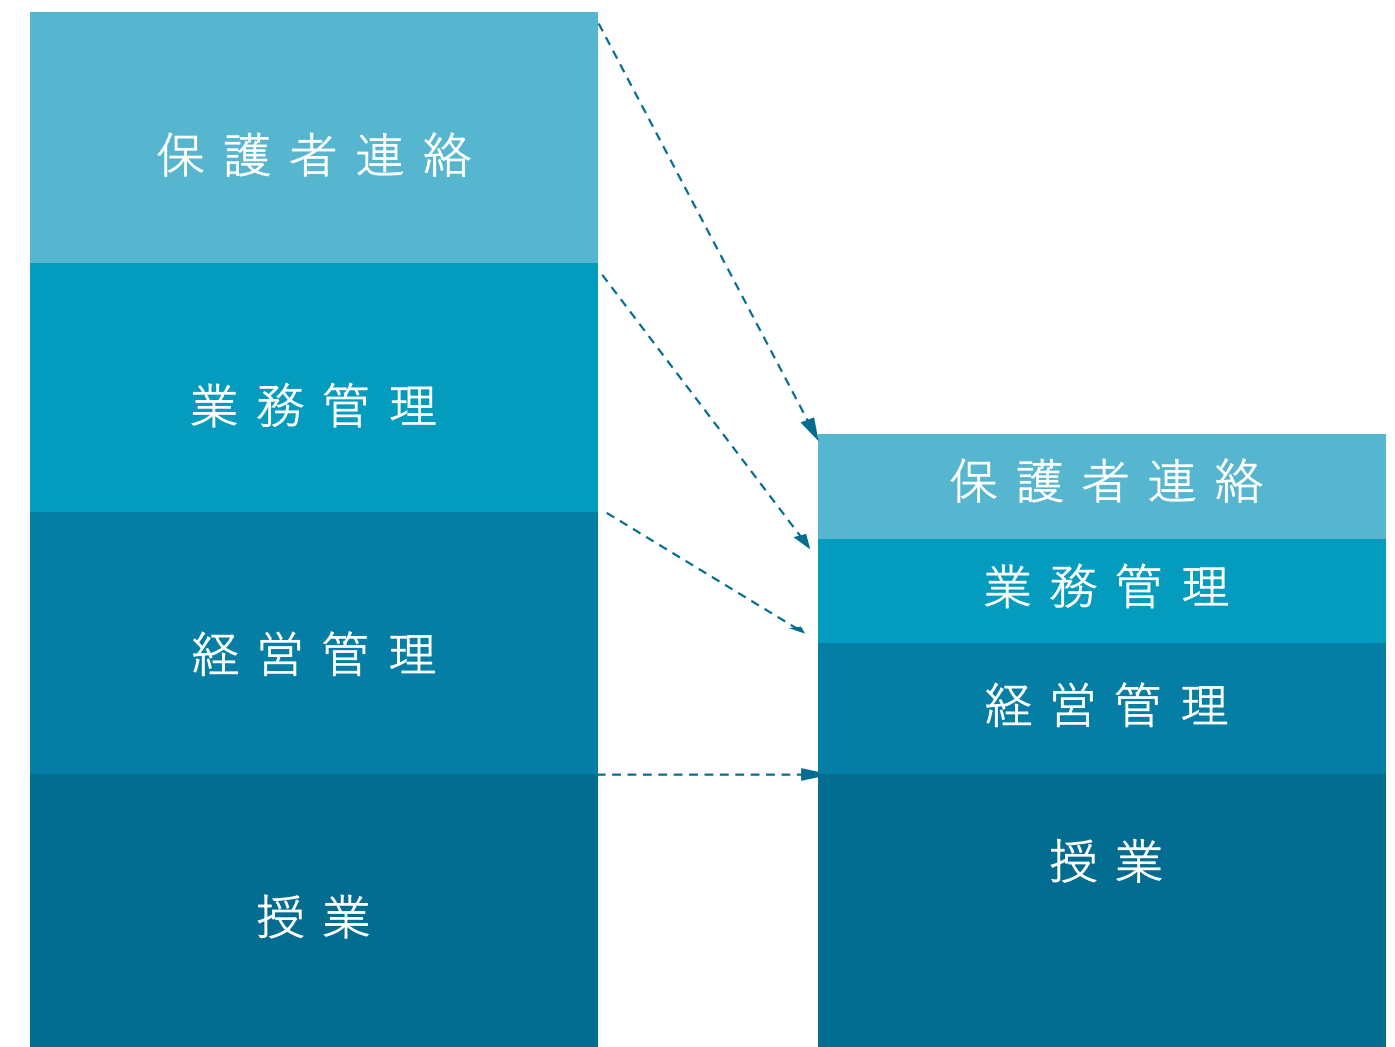 保護者連絡
業務管理
経営管理
授業
保護者連絡
業務管理
経営管理
授業